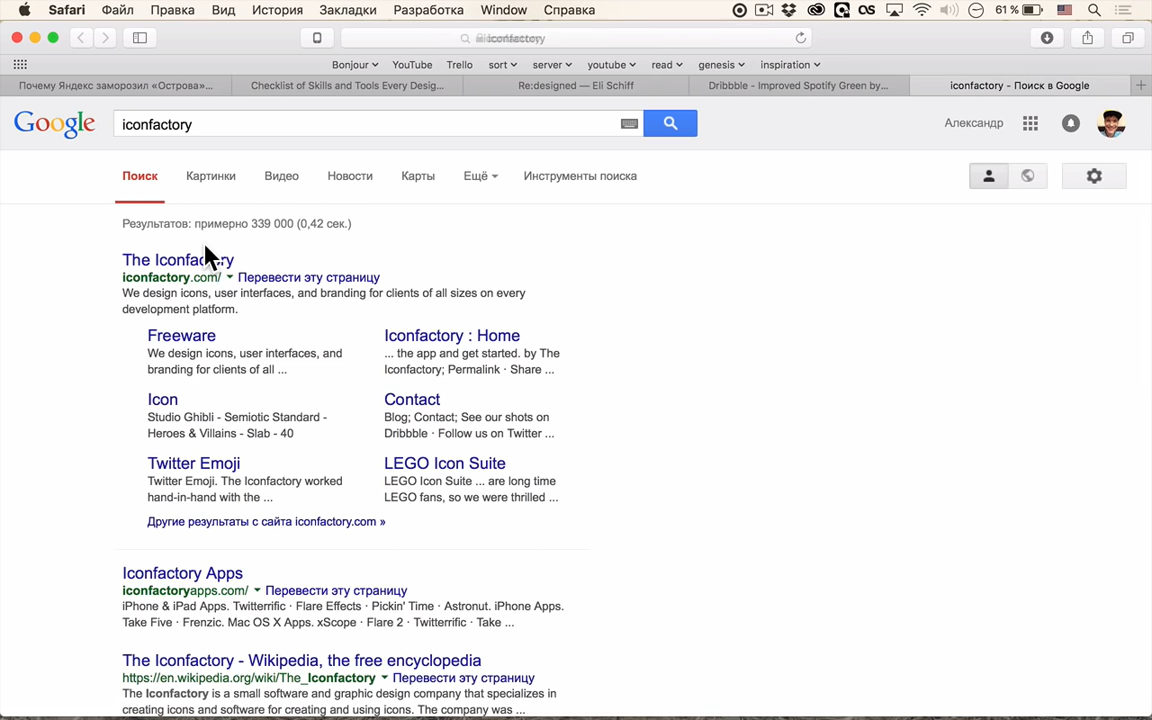 Safari Файл Правка Вид История Закладки Разработка Window Справка 61 %
iconfactory
Bonjour YouTube Trello sort server youtube read genesis inspiration
Почему Яндекс заморозил «Острова»... Checklist of Skills and Tools Every Desig... Re:designed — Eli Schiff Dribbble - Improved Spotify Green by... iconfactory - Поиск в Google
Google iconfactory Александр
Поиск Картинки Видео Новости Карты Ещё Инструменты поиска
Результатов: примерно 339 000 (0,42 сек.)
The Iconfactory
iconfactory.com/ Перевести эту страницу
We design icons, user interfaces, and branding for clients of all sizes on every
development platform.
Freeware
We design icons, user interfaces, and
branding for clients of all ...
Iconfactory : Home
... the app and get started. by The
Iconfactory; Permalink · Share ...
Icon
Studio Ghibli - Semiotic Standard -
Heroes & Villains - Slab - 40
Contact
Blog; Contact; See our shots on
Dribbble · Follow us on Twitter ...
Twitter Emoji
Twitter Emoji. The Iconfactory worked
hand-in-hand with the ...
LEGO Icon Suite
LEGO Icon Suite ... are long time
LEGO fans, so we were thrilled ...
Другие результаты с сайта iconfactory.com »
Iconfactory Apps
iconfactoryapps.com/ Перевести эту страницу
iPhone & iPad Apps. Twitterrific · Flare Effects · Pickin' Time · Astronut. iPhone Apps.
Take Five · Frenzic. Mac OS X Apps. xScope · Flare 2 · Twitterrific · Take ...
The Iconfactory - Wikipedia, the free encyclopedia
https://en.wikipedia.org/wiki/The_Iconfactory Перевести эту страницу
The Iconfactory is a small software and graphic design company that specializes in
creating icons and software for creating and using icons. The company was ...